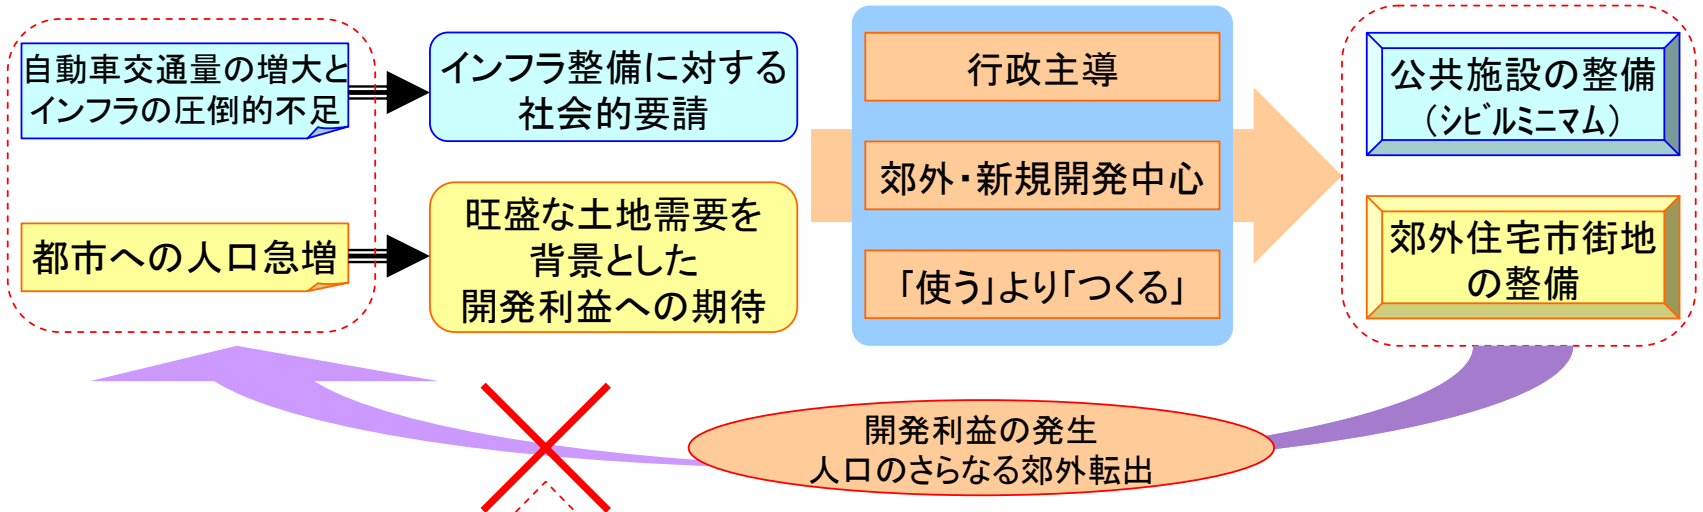 自動車交通量の増大と
インフラの圧倒的不足
インフラ整備に対する
社会的要請
都市への人口急増
旺盛な土地需要を
背景とした
開発利益への期待
行政主導
郊外・新規開発中心
「使う」より「つくる」
公共施設の整備
（ｼﾋﾞﾙミニマム）
郊外住宅市街地
の整備
開発利益の発生
人口のさらなる郊外転出